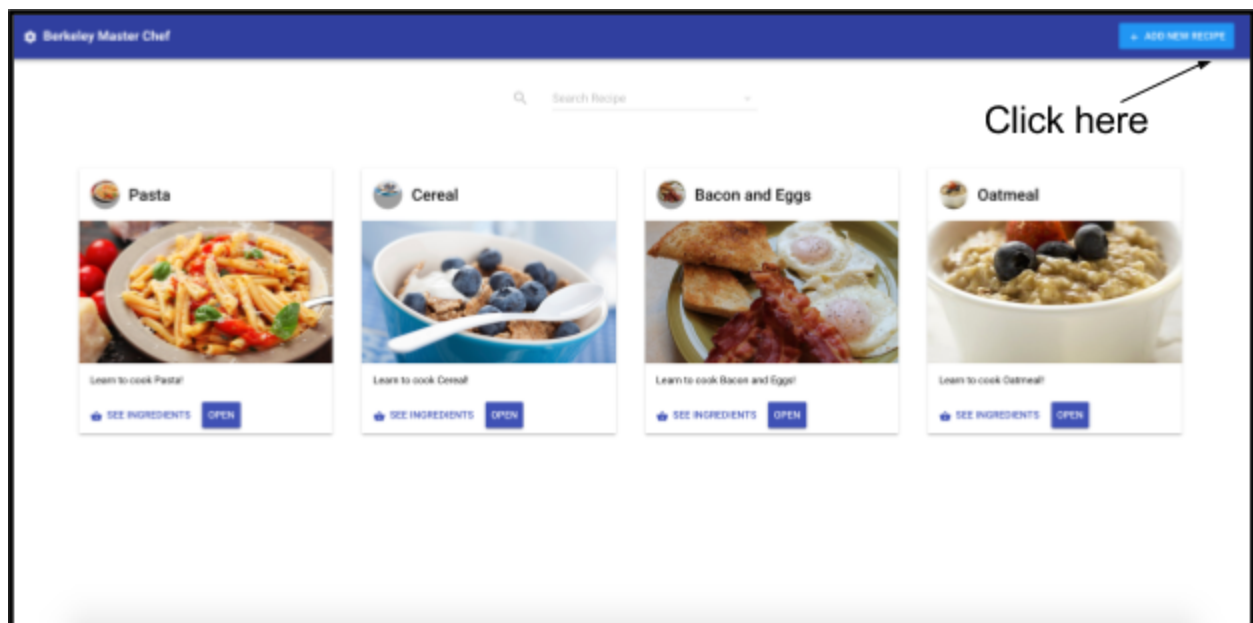 Berkeley Master Chef
+ ADD NEW RECIPE
Search Recipe
Click here
Pasta
Cereal
Bacon and Eggs
Oatmeal
Learn to cook Pasta!
Learn to cook Cereal!
Learn to cook Bacon and Eggs!
Learn to cook Oatmeal!
SEE INGREDIENTS OPEN
SEE INGREDIENTS OPEN
SEE INGREDIENTS OPEN
SEE INGREDIENTS OPEN